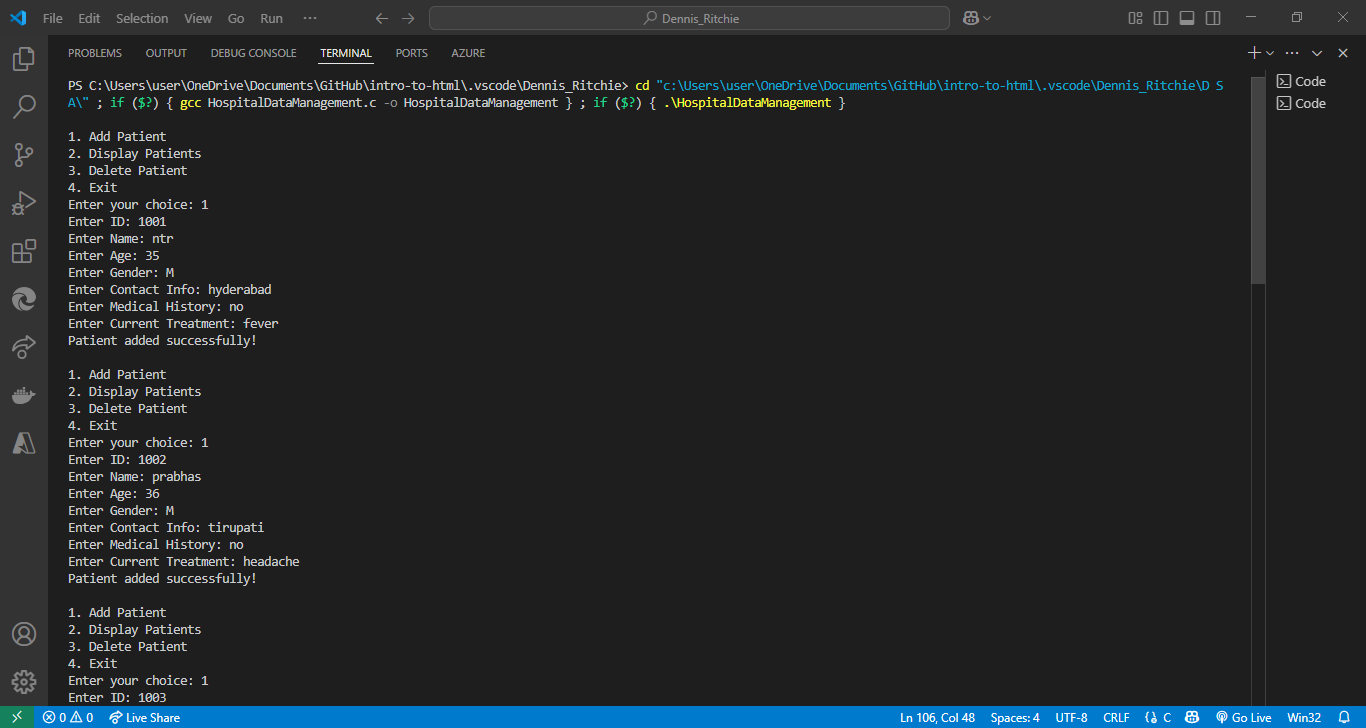 File Edit Selection View Go Run ··· Dennis_Ritchie
PROBLEMS OUTPUT DEBUG CONSOLE TERMINAL PORTS AZURE
PS C:\Users\user\OneDrive\Documents\GitHub\intro-to-html\.vscode\Dennis_Ritchie> cd "c:\Users\user\OneDrive\Documents\GitHub\intro-to-html\.vscode\Dennis_Ritchie\D S
A\" ; if ($?) { gcc HospitalDataManagement.c -o HospitalDataManagement } ; if ($?) { .\HospitalDataManagement }
Code
Code
1. Add Patient
2. Display Patients
3. Delete Patient
4. Exit
Enter your choice: 1
Enter ID: 1001
Enter Name: ntr
Enter Age: 35
Enter Gender: M
Enter Contact Info: hyderabad
Enter Medical History: no
Enter Current Treatment: fever
Patient added successfully!
1. Add Patient
2. Display Patients
3. Delete Patient
4. Exit
Enter your choice: 1
Enter ID: 1002
Enter Name: prabhas
Enter Age: 36
Enter Gender: M
Enter Contact Info: tirupati
Enter Medical History: no
Enter Current Treatment: headache
Patient added successfully!
1. Add Patient
2. Display Patients
3. Delete Patient
4. Exit
Enter your choice: 1
Enter ID: 1003
0 0 Live Share Ln 106, Col 48 Spaces: 4 UTF-8 CRLF C Go Live Win32